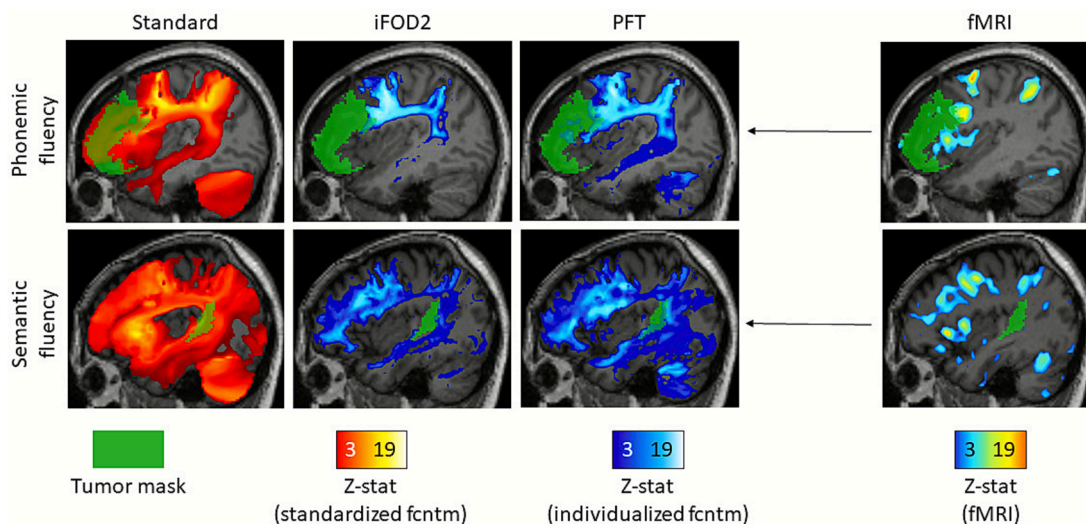 Standard
iFOD2
PFT
fMRI
Phonemic
fluency
Semantic
fluency
3 19
3 19
3 19
Tumor mask
Z-stat
(standardized fcntm)
Z-stat
(individualized fcntm)
Z-stat
(fMRI)